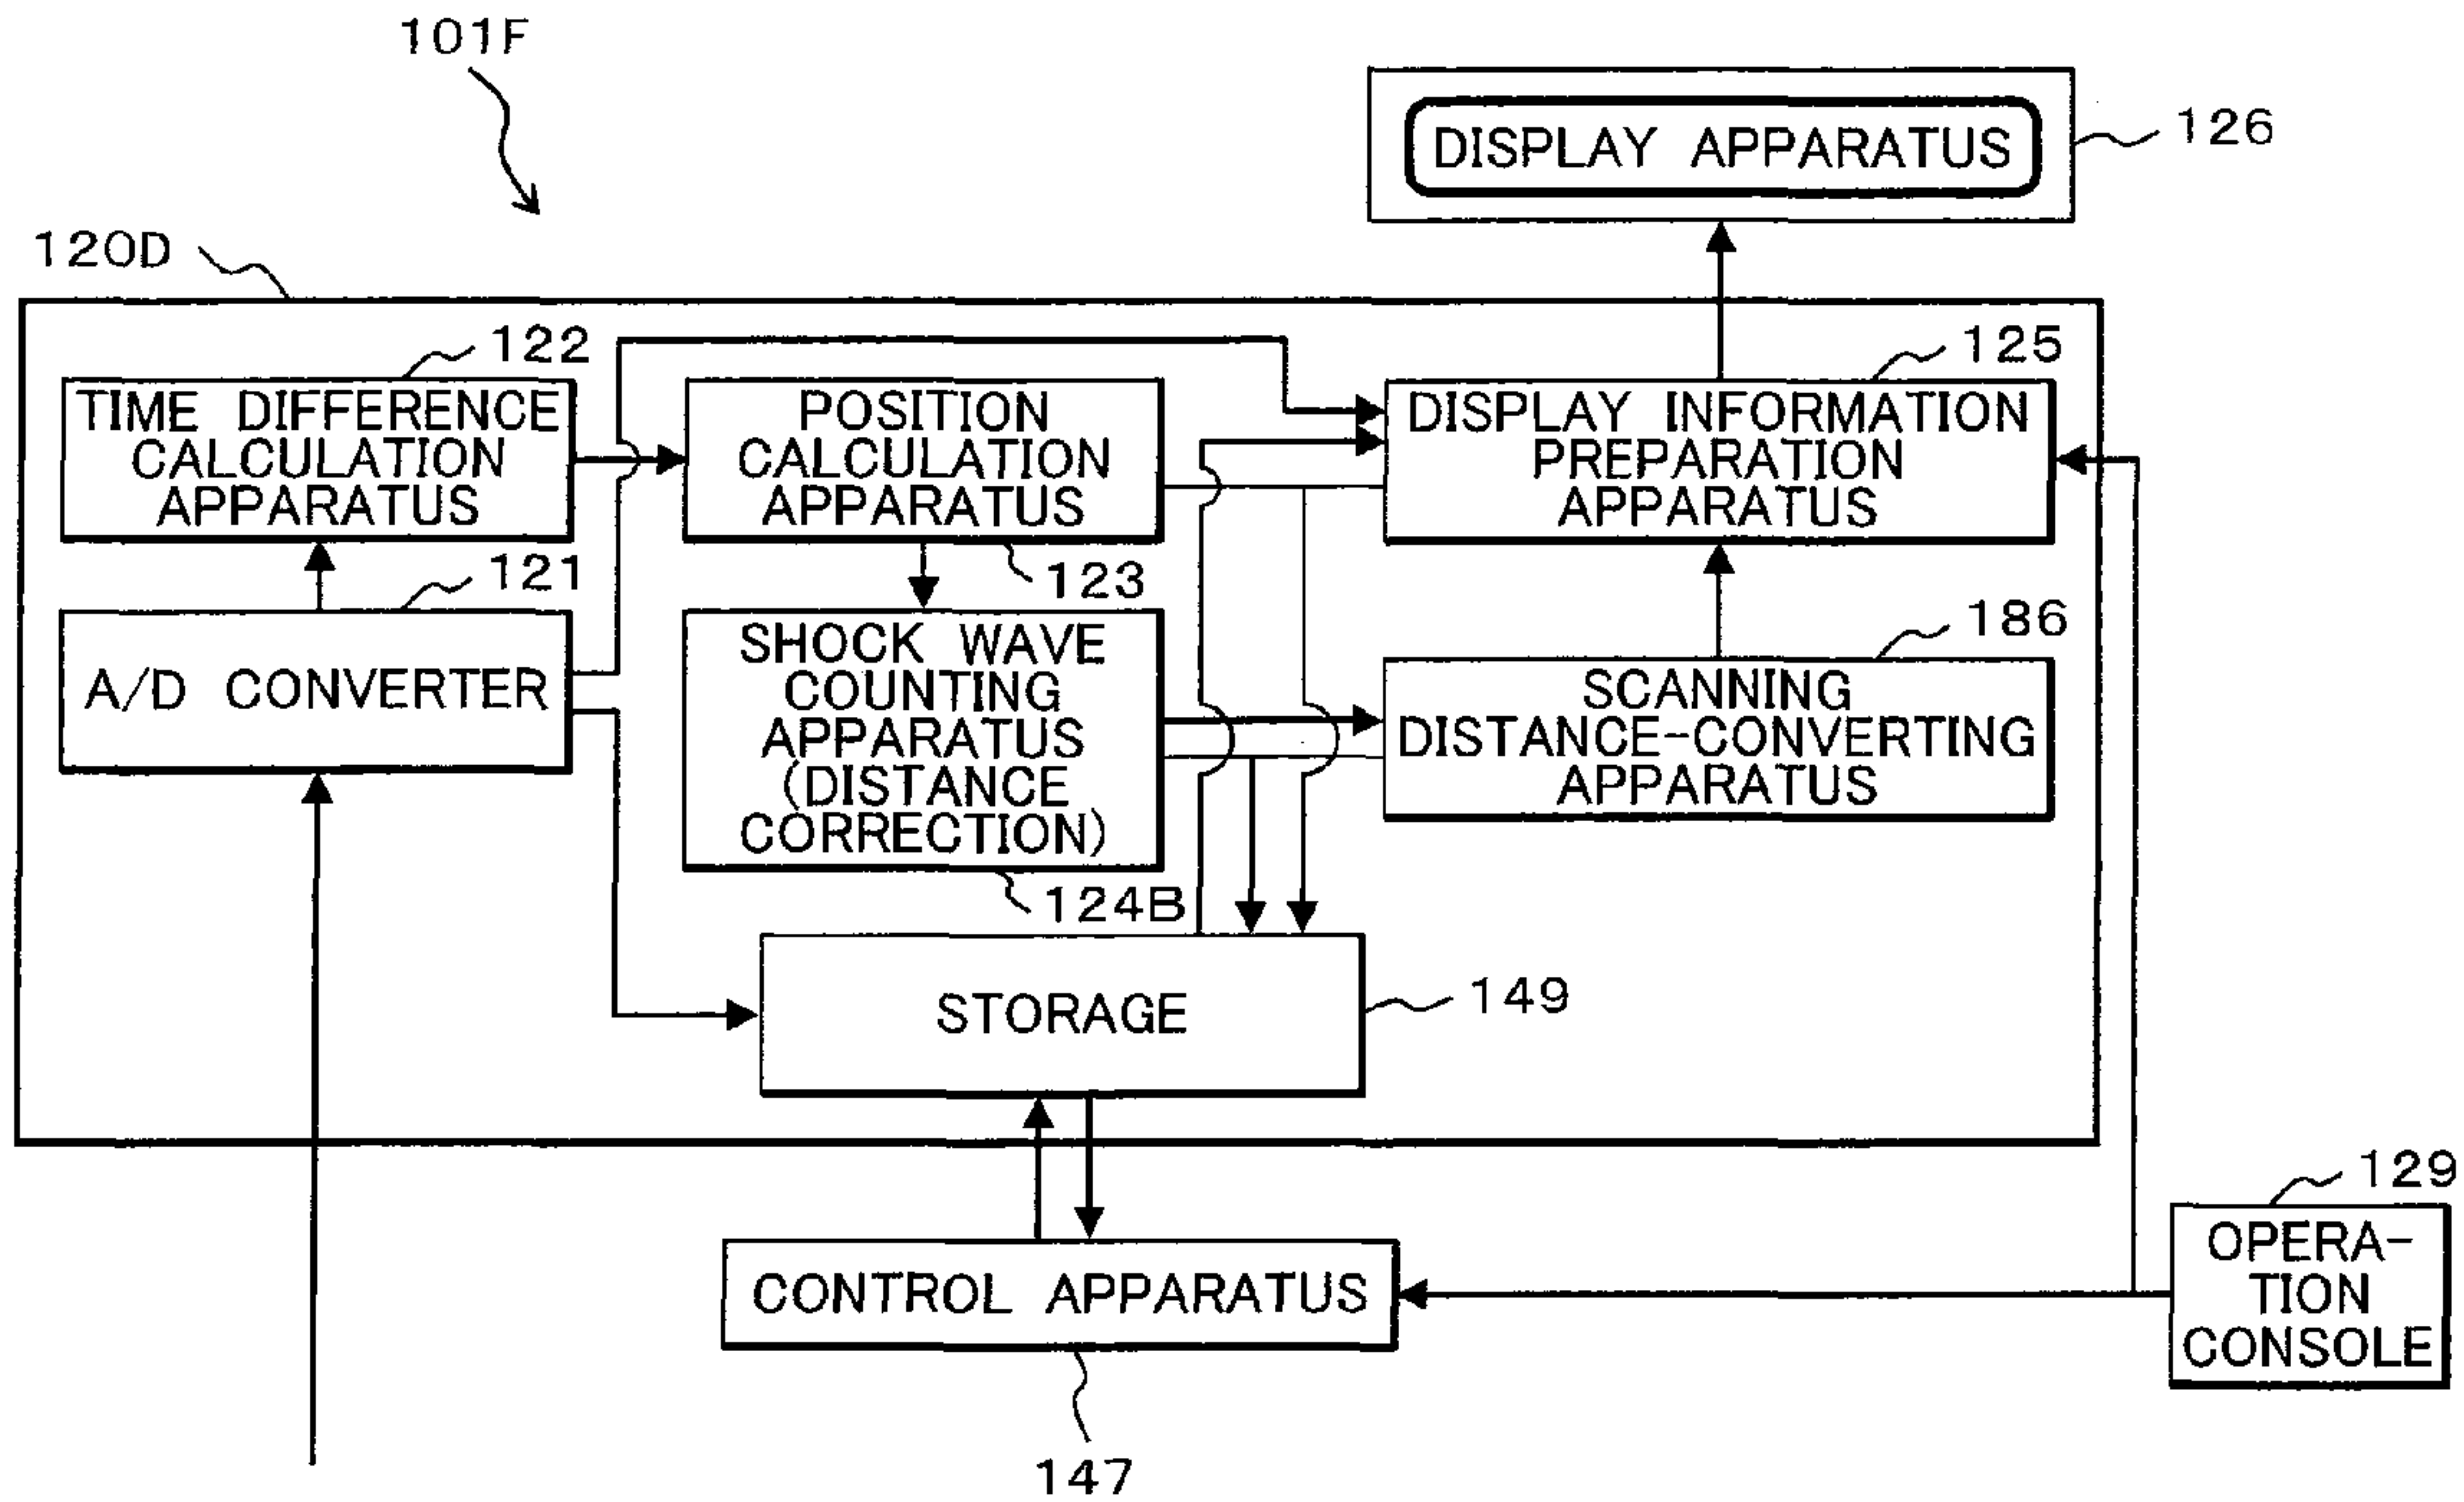 101F
DISPLAY APPARATUS
126
120D
122
125
TIME DIFFERENCE
CALCULATION
APPARATUS
POSITION
CALCULATION
APPARATUS
DISPLAY INFORMATION
PREPARATION
APPARATUS
121
123
186
A/D CONVERTER
SHOCK WAVE
COUNTING
APPARATUS
(DISTANCE
CORRECTION)
SCANNING
DISTANCE-CONVERTING
APPARATUS
124B
STORAGE
149
129
OPERA-
TION
CONSOLE
CONTROL APPARATUS
147